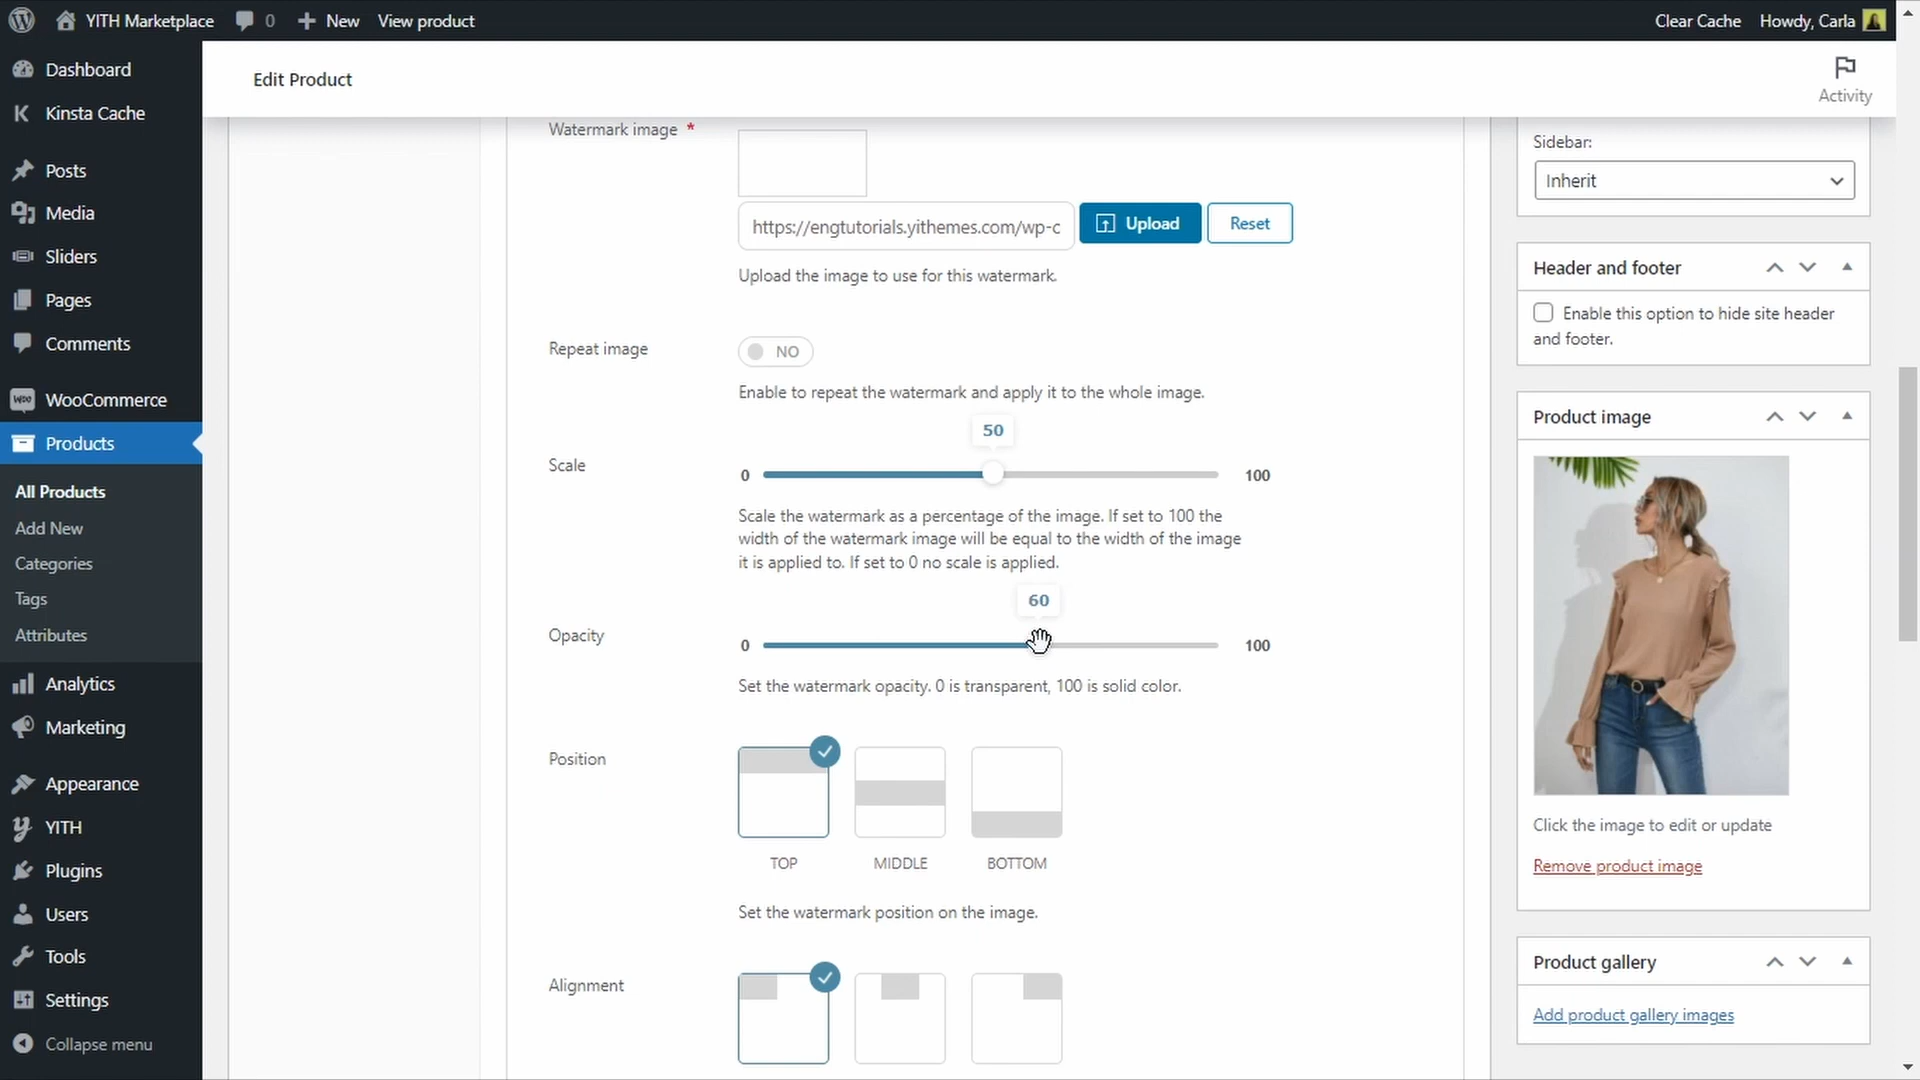 YITH Marketplace
0
New
View product
Clear Cache
Howdy, Carla
Dashboard
Kinsta Cache
Posts
Media
Sliders
Pages
Comments
WooCommerce
Products
All Products
Add New
Categories
Tags
Attributes
Analytics
Marketing
Appearance
YITH
Plugins
Users
Tools
Settings
Collapse menu
Edit Product
Activity
Watermark image *
https://engtutorials.yithemes.com/wp-c
Upload
Reset
Upload the image to use for this watermark.
Repeat image
NO
Enable to repeat the watermark and apply it to the whole image.
50
Scale
0
100
Scale the watermark as a percentage of the image. If set to 100 the
width of the watermark image will be equal to the width of the image
it is applied to. If set to 0 no scale is applied.
60
Opacity
0
100
Set the watermark opacity. 0 is transparent, 100 is solid color.
Position
TOP
MIDDLE
BOTTOM
Set the watermark position on the image.
Alignment
Sidebar:
Inherit
Header and footer
Enable this option to hide site header
and footer.
Product image
Click the image to edit or update
Remove product image
Product gallery
Add product gallery images